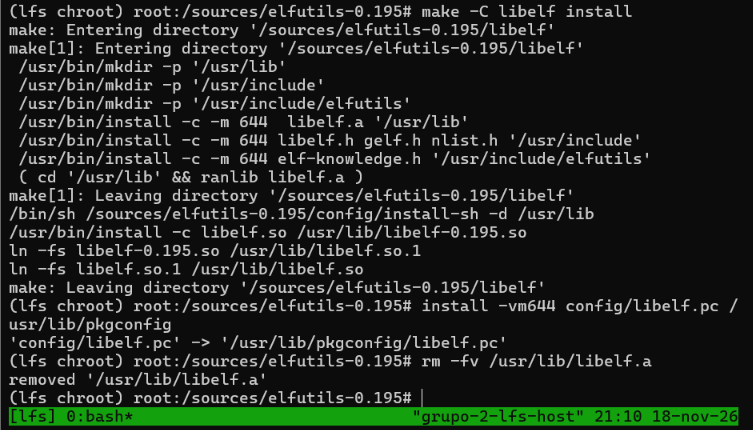 (lfs chroot) root:/sources/elfutils-0.195# make -C libelf install
make: Entering directory '/sources/elfutils-0.195/libelf'
make[1]: Entering directory '/sources/elfutils-0.195/libelf'
 /usr/bin/mkdir -p '/usr/lib'
 /usr/bin/mkdir -p '/usr/include'
 /usr/bin/mkdir -p '/usr/include/elfutils'
 /usr/bin/install -c -m 644  libelf.a '/usr/lib'
 /usr/bin/install -c -m 644 libelf.h gelf.h nlist.h '/usr/include'
 /usr/bin/install -c -m 644 elf-knowledge.h '/usr/include/elfutils'
 ( cd '/usr/lib' && ranlib libelf.a )
make[1]: Leaving directory '/sources/elfutils-0.195/libelf'
/bin/sh /sources/elfutils-0.195/config/install-sh -d /usr/lib
/usr/bin/install -c libelf.so /usr/lib/libelf-0.195.so
ln -fs libelf-0.195.so /usr/lib/libelf.so.1
ln -fs libelf.so.1 /usr/lib/libelf.so
make: Leaving directory '/sources/elfutils-0.195/libelf'
(lfs chroot) root:/sources/elfutils-0.195# install -vm644 config/libelf.pc /
usr/lib/pkgconfig
'config/libelf.pc' -> '/usr/lib/pkgconfig/libelf.pc'
(lfs chroot) root:/sources/elfutils-0.195# rm -fv /usr/lib/libelf.a
removed '/usr/lib/libelf.a'
(lfs chroot) root:/sources/elfutils-0.195#
[lfs] 0:bash* "grupo-2-lfs-host" 21:10 18-nov-26